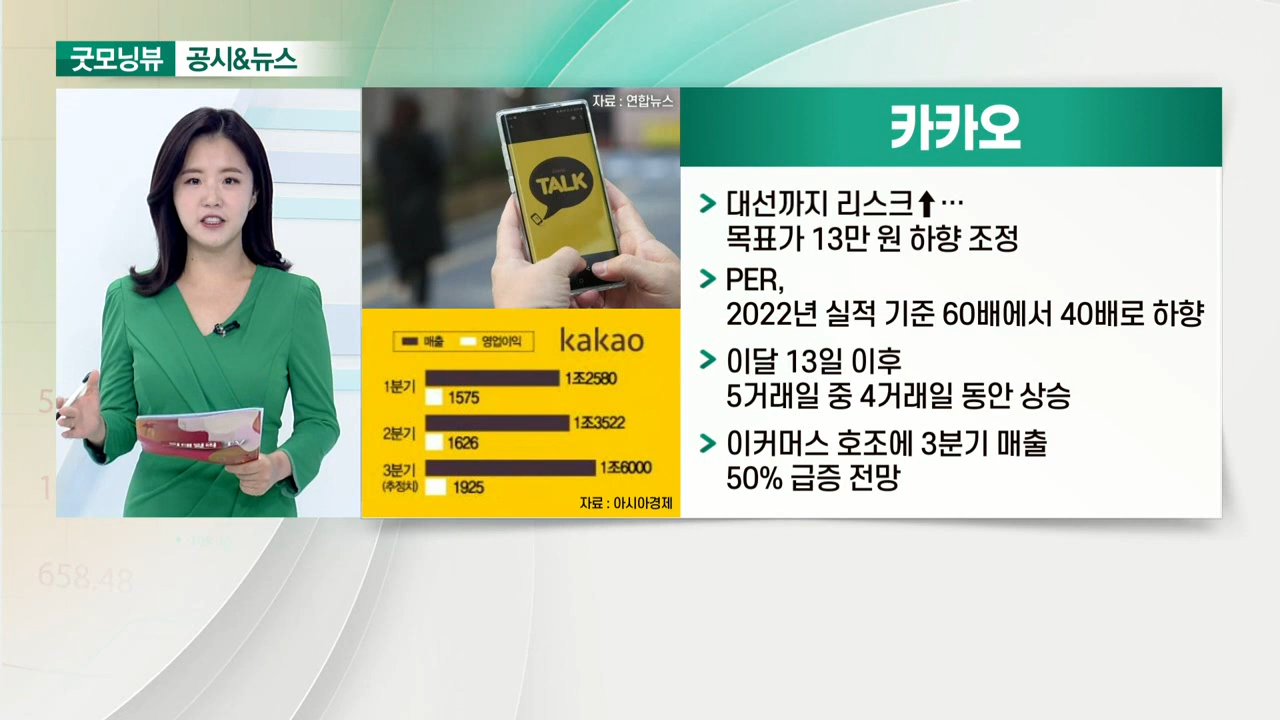 굿모닝뷰 공시&뉴스
자료 : 연합뉴스
TALK
카카오
대선까지 리스크⬆…
목표가 13만 원 하향 조정
PER,
2022년 실적 기준 60배에서 40배로 하향
이달 13일 이후
5거래일 중 4거래일 동안 상승
이커머스 호조에 3분기 매출
50% 급증 전망
매출 영업이익
kakao
1분기 1조2580
1575
2분기 1조3522
1626
3분기 1조6000
(추정치) 1925
자료 : 아시아경제
658.48